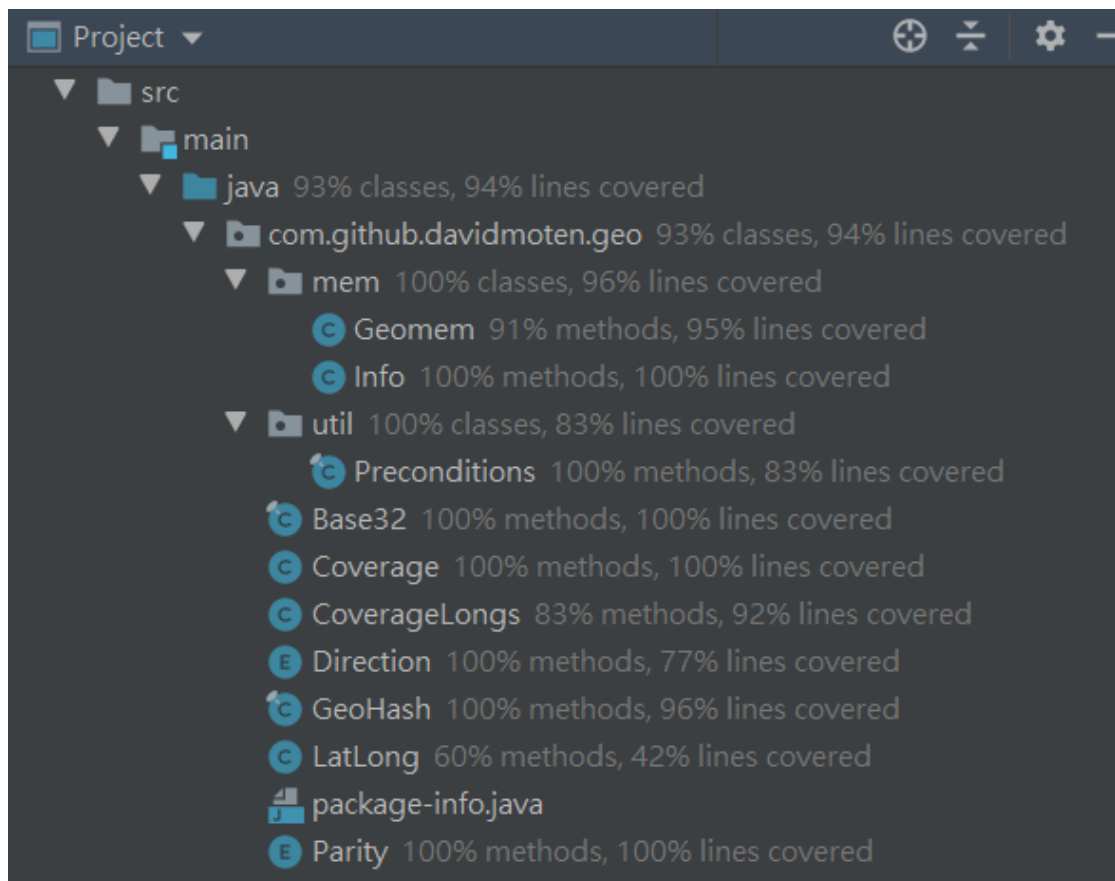 Project
src
main
java 93% classes, 94% lines covered
com.github.davidmoten.geo 93% classes, 94% lines covered
mem 100% classes, 96% lines covered
C Geomem 91% methods, 95% lines covered
C Info 100% methods, 100% lines covered
util 100% classes, 83% lines covered
C Preconditions 100% methods, 83% lines covered
C Base32 100% methods, 100% lines covered
C Coverage 100% methods, 100% lines covered
C CoverageLongs 83% methods, 92% lines covered
E Direction 100% methods, 77% lines covered
C GeoHash 100% methods, 96% lines covered
C LatLong 60% methods, 42% lines covered
J package-info.java
E Parity 100% methods, 100% lines covered